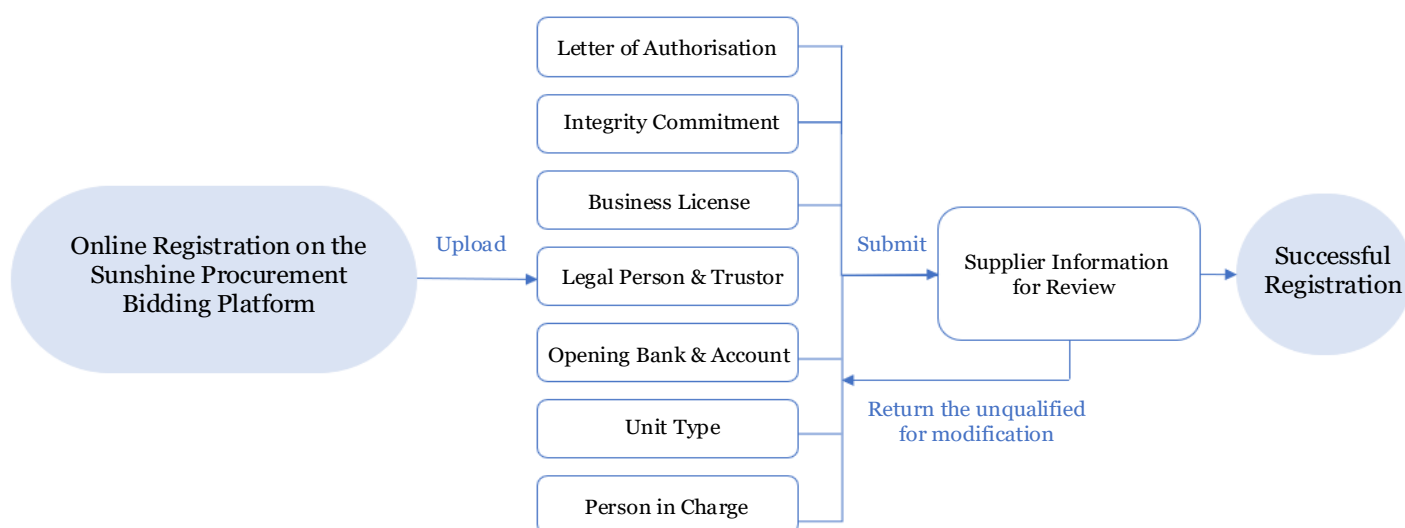 Online Registration on the
Sunshine Procurement
Bidding Platform
Upload
Letter of Authorisation
Integrity Commitment
Business License
Legal Person & Trustor
Opening Bank & Account
Unit Type
Person in Charge
Submit
Supplier Information
for Review
Return the unqualified
for modification
Successful
Registration